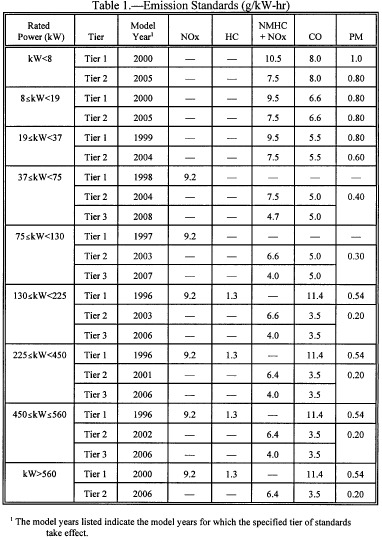 Table 1.—Emission Standards (g/kW-hr)
Rated Power (kW) Tier Model Year¹ NOx HC NMHC + NOx CO PM
kW<8 Tier 1 2000 — — 10.5 8.0 1.0
Tier 2 2005 — — 7.5 8.0 0.80
8≤kW<19 Tier 1 2000 — — 9.5 6.6 0.80
Tier 2 2005 — — 7.5 6.6 0.80
19≤kW<37 Tier 1 1999 — — 9.5 5.5 0.80
Tier 2 2004 — — 7.5 5.5 0.60
37≤kW<75 Tier 1 1998 9.2 — — — —
Tier 2 2004 — — 7.5 5.0 0.40
Tier 3 2008 — — 4.7 5.0
75≤kW<130 Tier 1 1997 9.2 — — — —
Tier 2 2003 — — 6.6 5.0 0.30
Tier 3 2007 — — 4.0 5.0
130≤kW<225 Tier 1 1996 9.2 1.3 — 11.4 0.54
Tier 2 2003 — — 6.6 3.5 0.20
Tier 3 2006 — — 4.0 3.5
225≤kW<450 Tier 1 1996 9.2 1.3 — 11.4 0.54
Tier 2 2001 — — 6.4 3.5 0.20
Tier 3 2006 — — 4.0 3.5
450≤kW≤560 Tier 1 1996 9.2 1.3 — 11.4 0.54
Tier 2 2002 — — 6.4 3.5 0.20
Tier 3 2006 — — 4.0 3.5
kW>560 Tier 1 2000 9.2 1.3 — 11.4 0.54
Tier 2 2006 — — 6.4 3.5 0.20
¹ The model years listed indicate the model years for which the specified tier of standards
take effect.